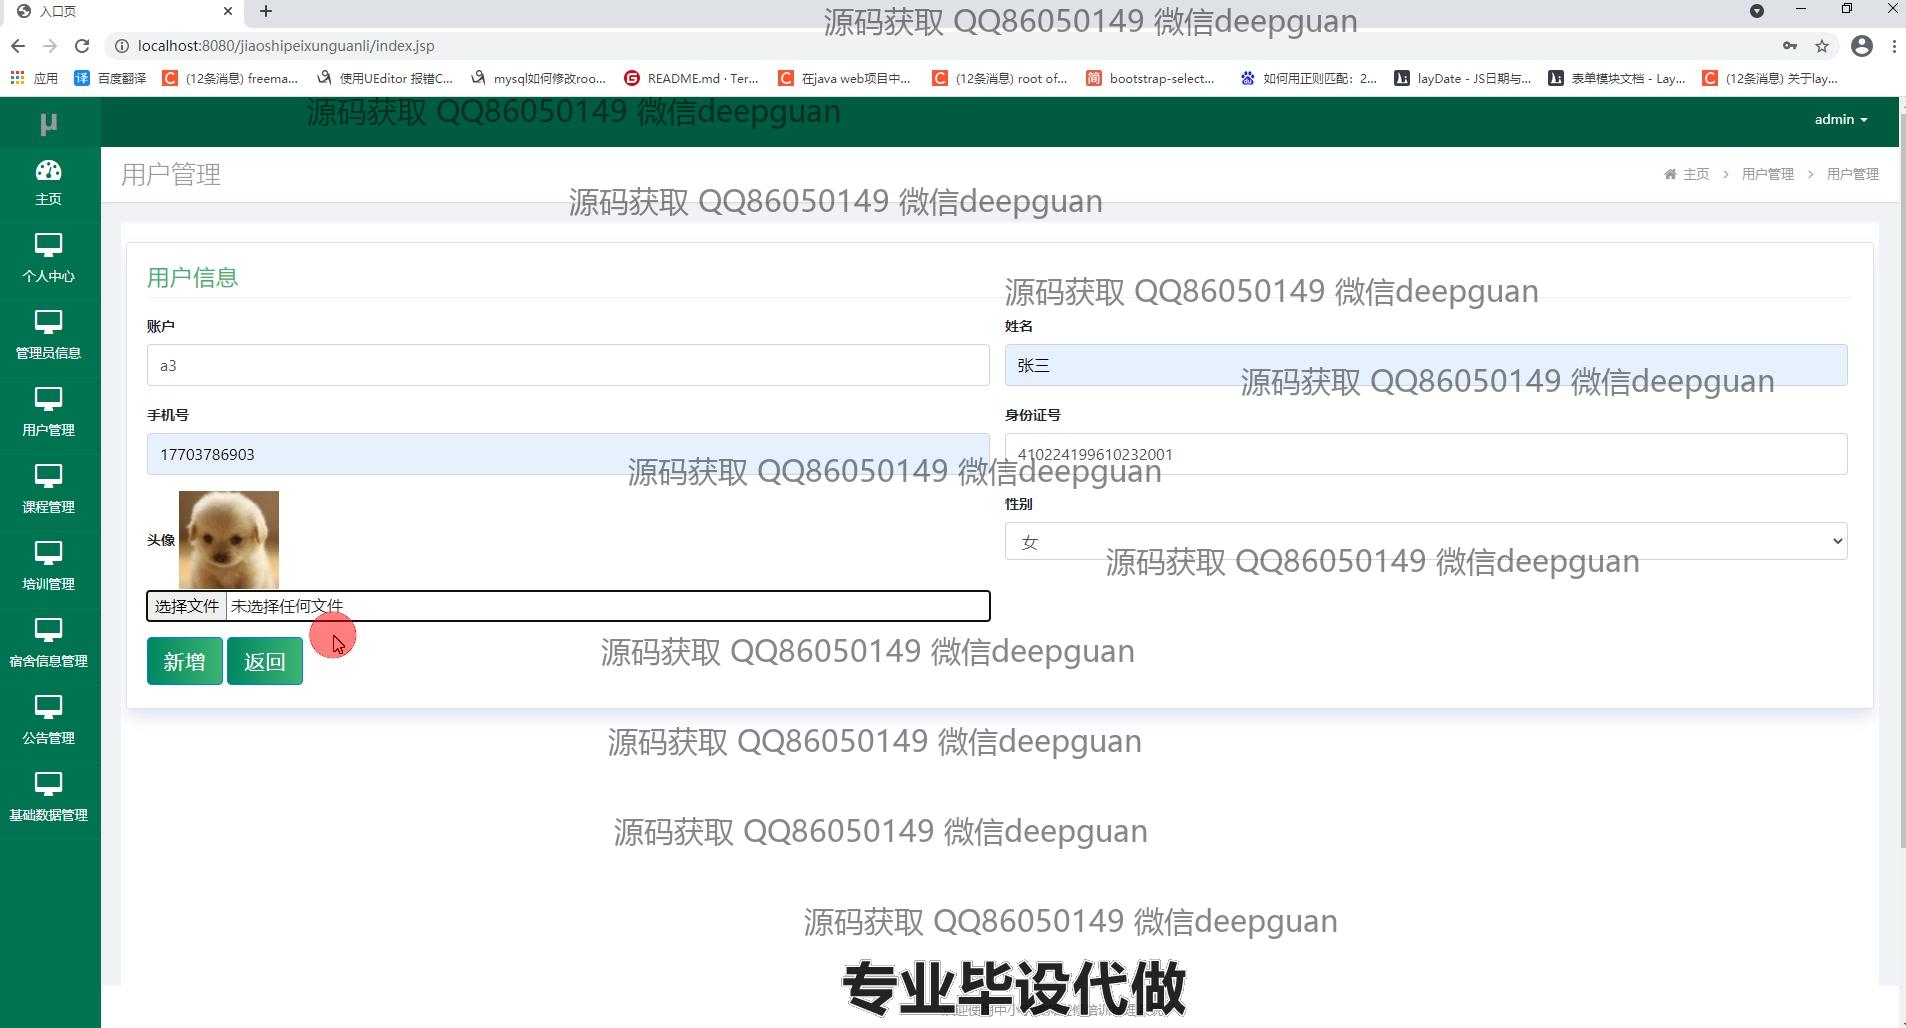 入口页
源码获取 QQ86050149 微信deepguan
localhost:8080/jiaoshipeixunguanli/index.jsp
应用
百度翻译
(12条消息) freema...
使用UEditor 报错C...
mysql如何修改roo...
README.md · Ter...
在java web项目中...
(12条消息) root of...
bootstrap-select...
如何用正则匹配：2...
layDate - JS日期与...
表单模块文档 - Lay...
(12条消息) 关于lay...
源码获取 QQ86050149 微信deepguan
μ
admin
用户管理
主页 > 用户管理 > 用户管理
源码获取 QQ86050149 微信deepguan
主页
个人中心
管理员信息
用户管理
课程管理
培训管理
宿舍信息管理
公告管理
基础数据管理
用户信息
源码获取 QQ86050149 微信deepguan
账户
姓名
a3
张三
源码获取 QQ86050149 微信deepguan
手机号
身份证号
17703786903
410224199610232001
源码获取 QQ86050149 微信deepguan
头像
性别
女
源码获取 QQ86050149 微信deepguan
选择文件 未选择任何文件
新增
返回
源码获取 QQ86050149 微信deepguan
源码获取 QQ86050149 微信deepguan
源码获取 QQ86050149 微信deepguan
源码获取 QQ86050149 微信deepguan
专业毕设代做